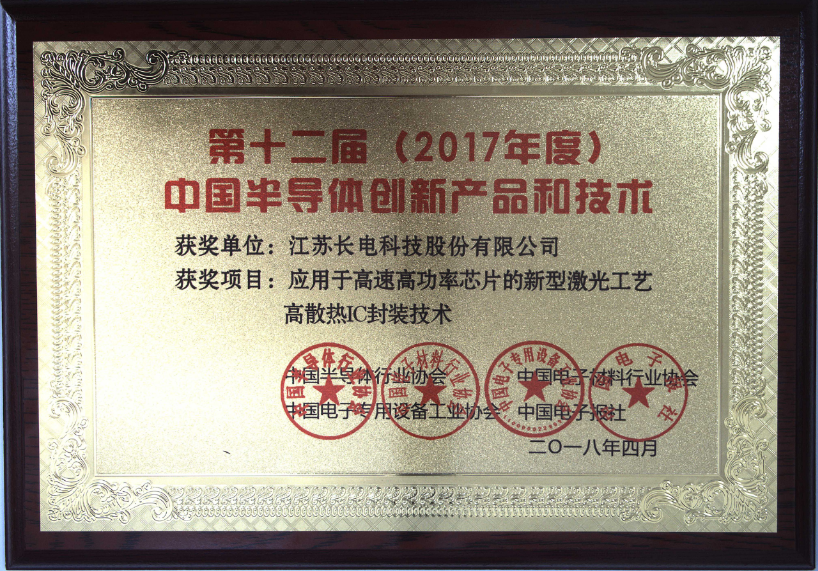 第十二届（2017年度）
中国半导体创新产品和技术
获奖单位：江苏长电科技股份有限公司
获奖项目：应用于高速高功率芯片的新型激光工艺
高散热IC封装技术
中国半导体行业协会 中国电子材料行业协会
中国电子专用设备工业协会 中国电子报社
二〇一八年四月